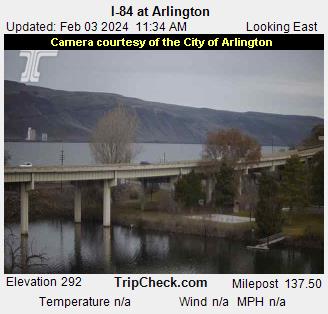 I-84 at Arlington
Updated: Feb 03 2024 11:34 AM Looking East
Camera courtesy of the City of Arlington
Elevation 292 TripCheck.com Milepost 137.50
Temperature n/a Wind n/a MPH n/a